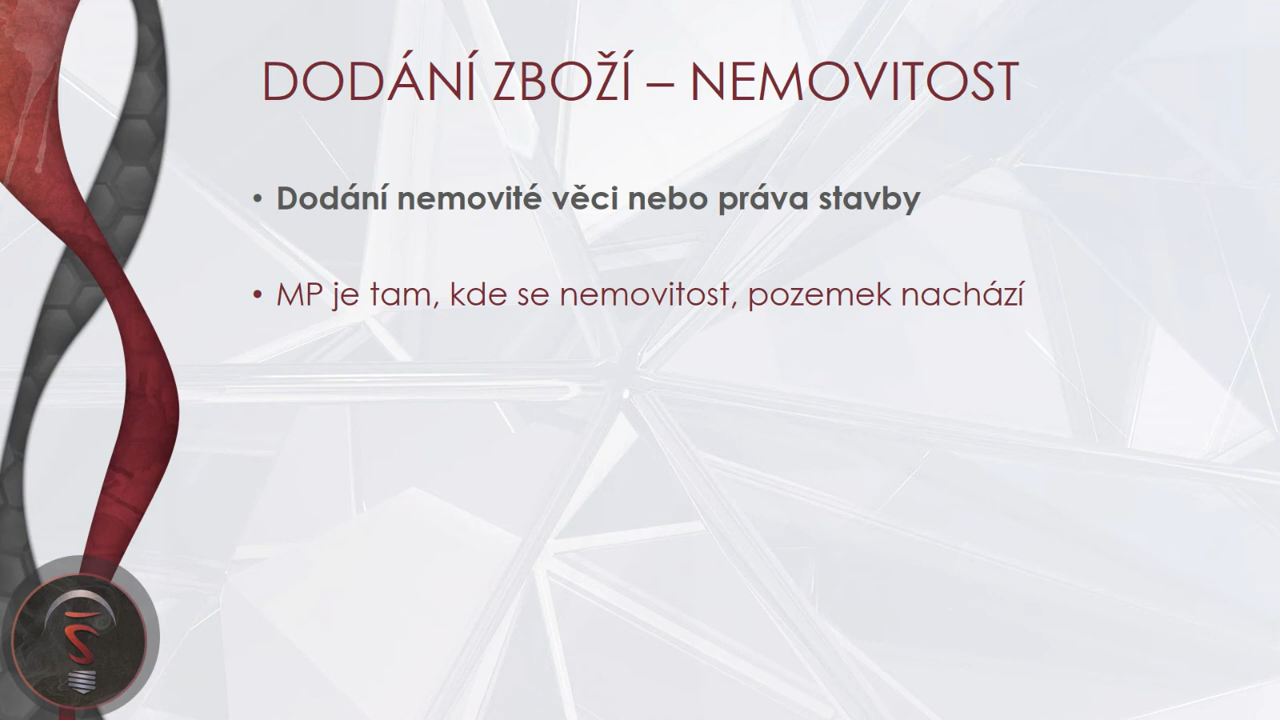 DODÁNÍ ZBOŽÍ – NEMOVITOST
• Dodání nemovité věci nebo práva stavby
• MP je tam, kde se nemovitost, pozemek nachází